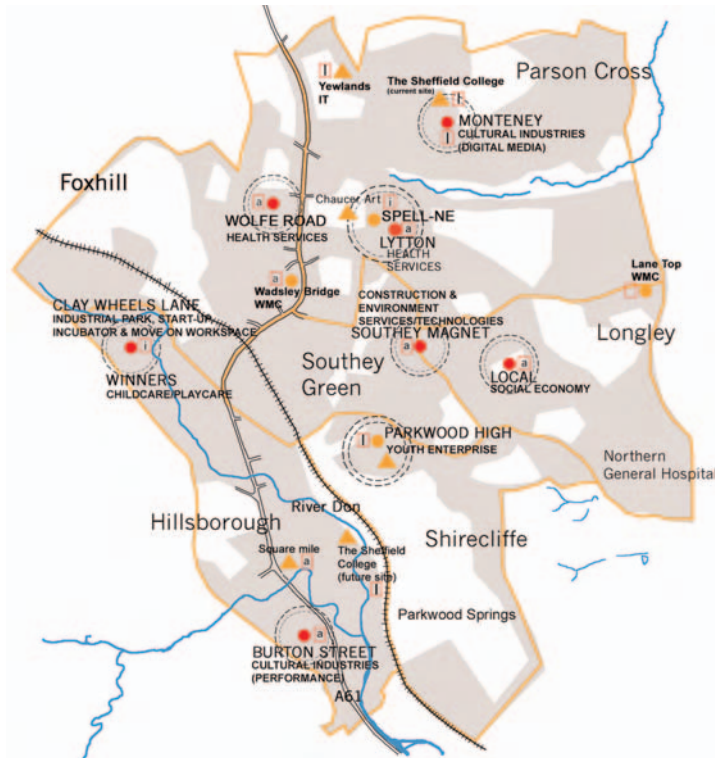 Parson Cross
Yewlands
IT
The Sheffield College
(current site)
MONTENEY
CULTURAL INDUSTRIES
(DIGITAL MEDIA)
Foxhill
WOLFE ROAD
HEALTH SERVICES
a
Chaucer Art
i
SPELL-NE
a
LYTTON
HEALTH
SERVICES
Lane Top
WMC
a
Wadsley Bridge
WMC
CLAY WHEELS LANE
INDUSTRIAL PARK, START-UP,
INCUBATOR & MOVE ON WORKSPACE
i
WINNERS
CHILDCARE/PLAYCARE
CONSTRUCTION &
ENVIRONMENT
SERVICES/TECHNOLOGIES
SOUTHEY MAGNET
a
Southey
Green
Longley
a
LOCAL
SOCIAL ECONOMY
PARKWOOD HIGH
YOUTH ENTERPRISE
Northern
General Hospital
River Don
Hillsborough
Shirecliffe
Square mile
a
The Sheffield
College
(future site)
Parkwood Springs
a
BURTON STREET
CULTURAL INDUSTRIES
(PERFORMANCE)
A61